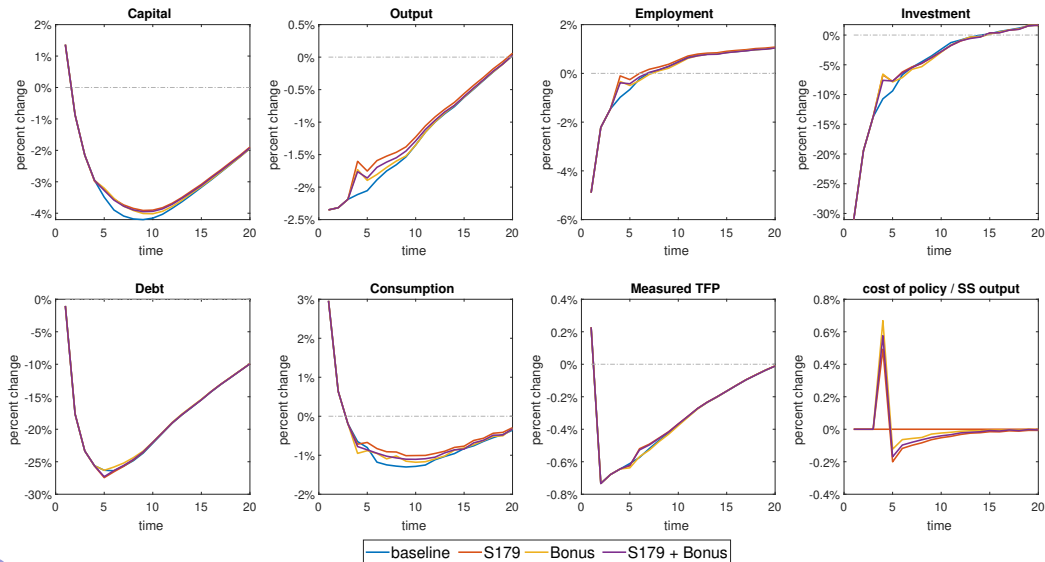 Capital
Output
Employment
Investment
2%
1%
0%
-1%
-2%
-3%
-4%
percent change
0 5 10 15 20
time
0.5%
0.0%
-0.5%
-1.0%
-1.5%
-2.0%
-2.5%
percent change
0 5 10 15 20
time
2%
0%
-2%
-4%
-6%
percent change
0 5 10 15 20
time
0%
-5%
-10%
-15%
-20%
-25%
-30%
percent change
0 5 10 15 20
time
Debt
Consumption
Measured TFP
cost of policy / SS output
0%
-5%
-10%
-15%
-20%
-25%
-30%
percent change
0 5 10 15 20
time
3%
2%
1%
0%
-1%
-2%
percent change
0 5 10 15 20
time
0.4%
0.2%
0%
-0.2%
-0.4%
-0.6%
-0.8%
percent change
0 5 10 15 20
time
0.8%
0.6%
0.4%
0.2%
0%
-0.2%
-0.4%
percent change
0 5 10 15 20
time
baseline S179 Bonus S179 + Bonus